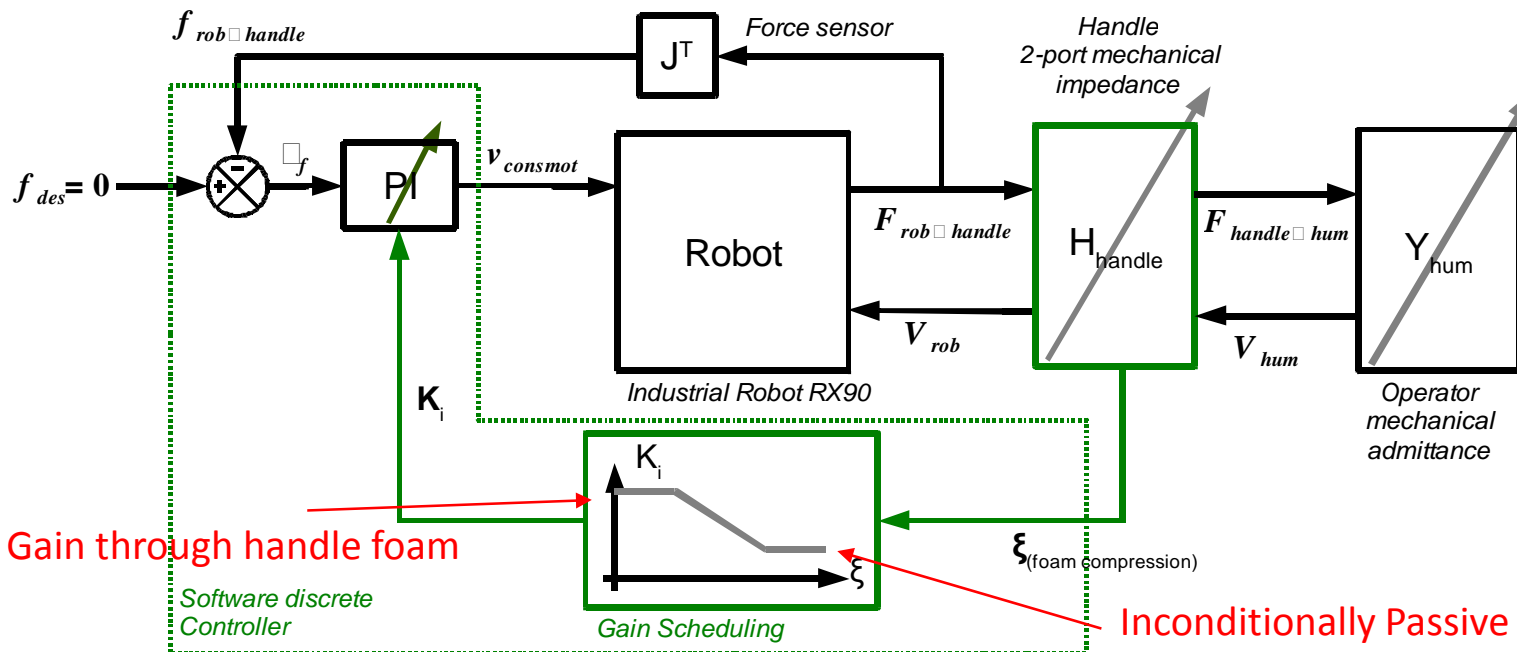 f rob□handle
Force sensor
Handle
2-port mechanical
impedance
J^T
□f
PI
v consmot
f des = 0
+
-
Robot
F rob□handle
H handle
F handle□hum
Y hum
V rob
V hum
Industrial Robot RX90
Operator
mechanical
admittance
K i
K i
ξ
ξ (foam compression)
Gain through handle foam
Software discrete
Controller
Gain Scheduling
Inconditionally Passive